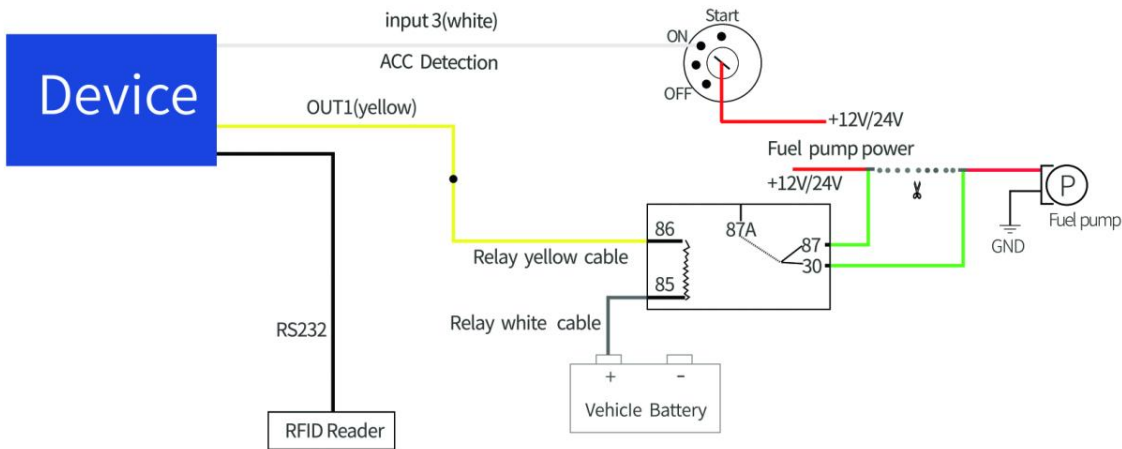 Device
input 3(white)
ACC Detection
Start
ON
OFF
+12V/24V
OUT1(yellow)
Fuel pump power
+12V/24V
P
Fuel pump
GND
86
87A
87
30
85
Relay yellow cable
Relay white cable
RS232
+ -
Vehicle Battery
RFID Reader